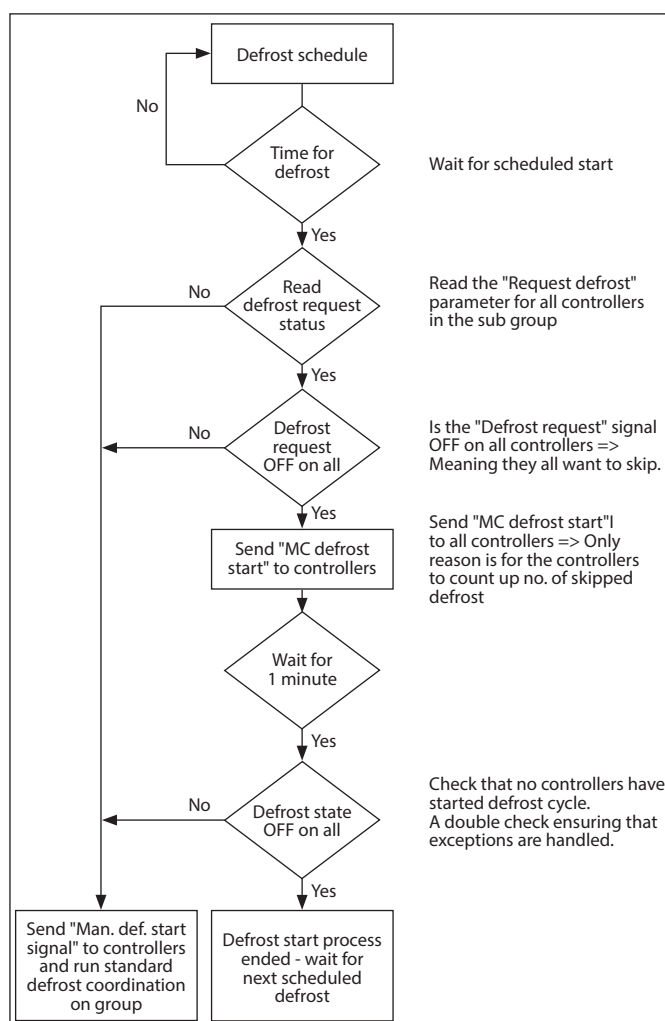 Defrost schedule
No
Time for
defrost
Wait for scheduled start
Yes
No
Read
defrost request
status
Read the "Request defrost"
parameter for all controllers
in the sub group
Yes
No
Defrost
request
OFF on all
Is the "Defrost request" signal
OFF on all controllers =>
Meaning they all want to skip.
Yes
Send "MC defrost
start" to controllers
Send "MC defrost start"l
to all controllers => Only
reason is for the controllers
to count up no. of skipped
defrost
Wait for
1 minute
Yes
No
Defrost state
OFF on all
Check that no controllers have
started defrost cycle.
A double check ensuring that
exceptions are handled.
Yes
Send "Man. def. start
signal" to controllers
and run standard
defrost coordination
on group
Defrost start process
ended - wait for
next scheduled
defrost